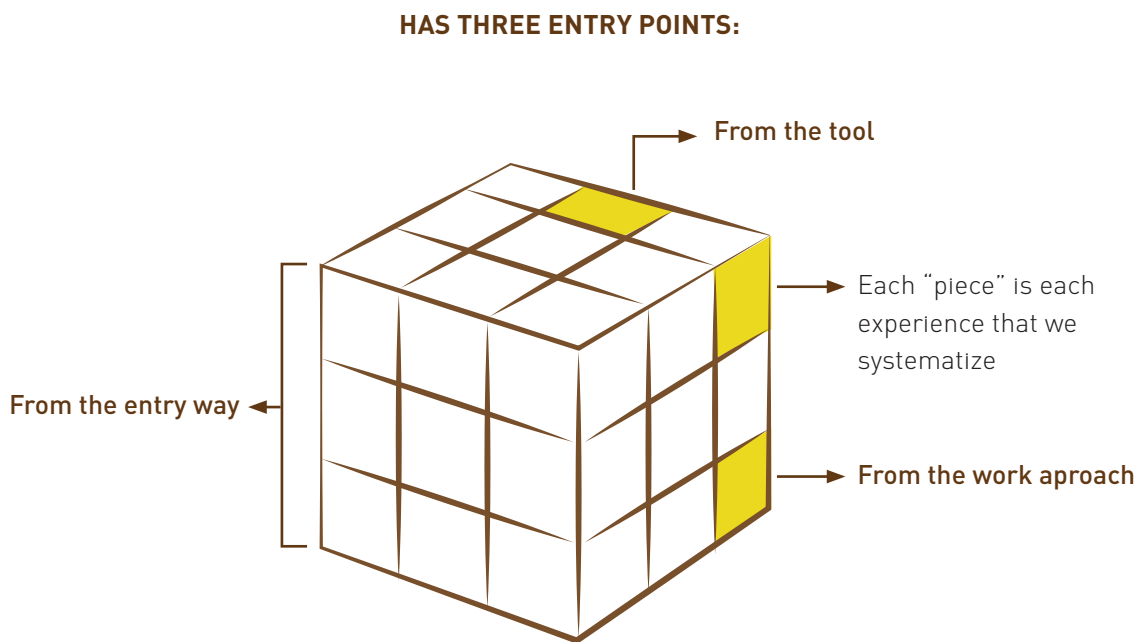 HAS THREE ENTRY POINTS:
From the tool
Each “piece” is each
experience that we
systematize
From the entry way
From the work aproach